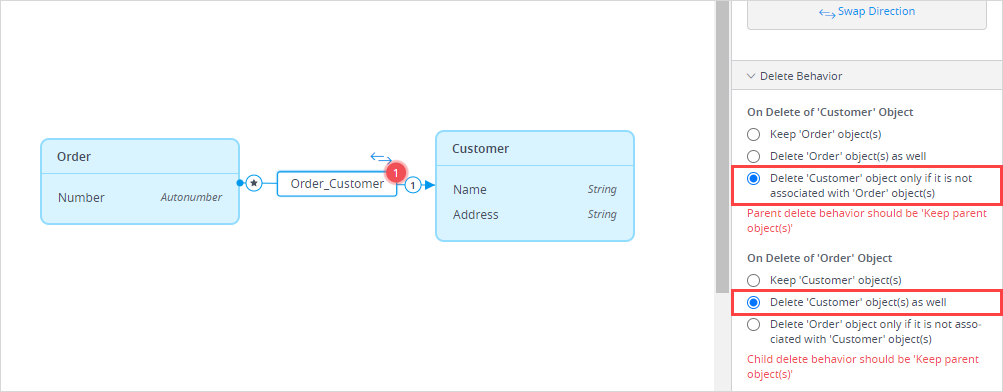 Order
Number Autonumber
Order_Customer
1
1
Customer
Name String
Address String
Swap Direction
Delete Behavior
On Delete of 'Customer' Object
Keep 'Order' object(s)
Delete 'Order' object(s) as well
Delete 'Customer' object only if it is not
associated with 'Order' object(s)
Parent delete behavior should be 'Keep parent
object(s)'
On Delete of 'Order' Object
Keep 'Customer' object(s)
Delete 'Customer' object(s) as well
Delete 'Order' object only if it is not asso-
ciated with 'Customer' object(s)
Child delete behavior should be 'Keep parent
object(s)'